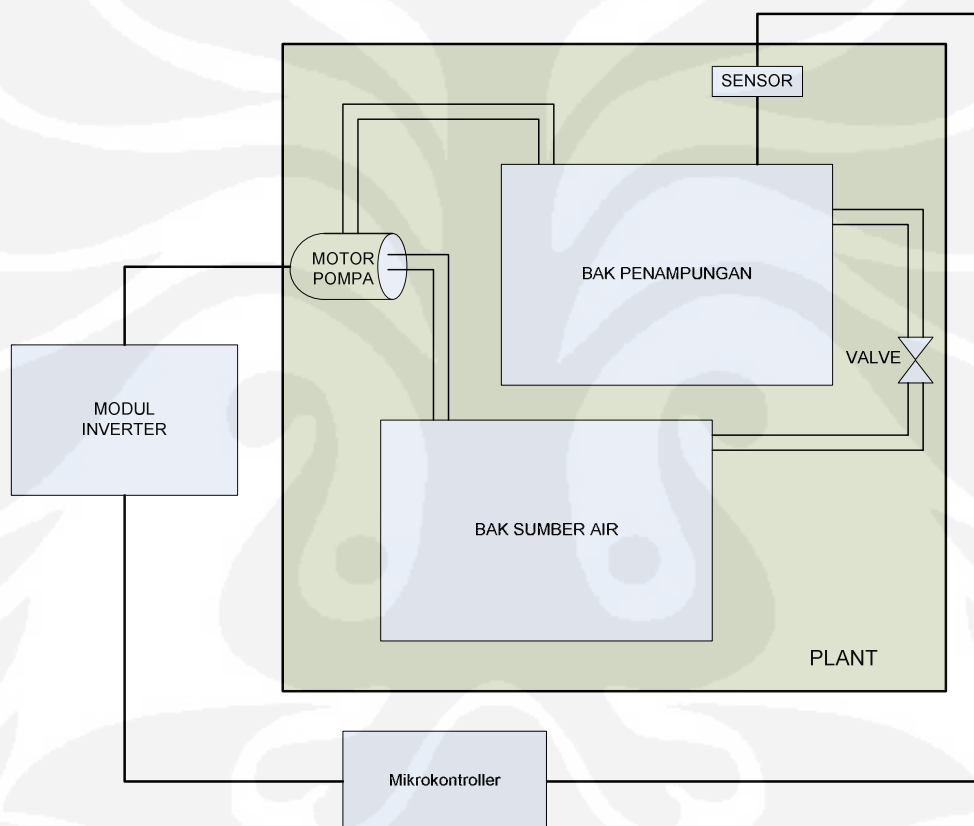 SENSOR
MOTOR
POMPA
BAK PENAMPUNGAN
VALVE
MODUL
INVERTER
BAK SUMBER AIR
PLANT
Mikrokontroller